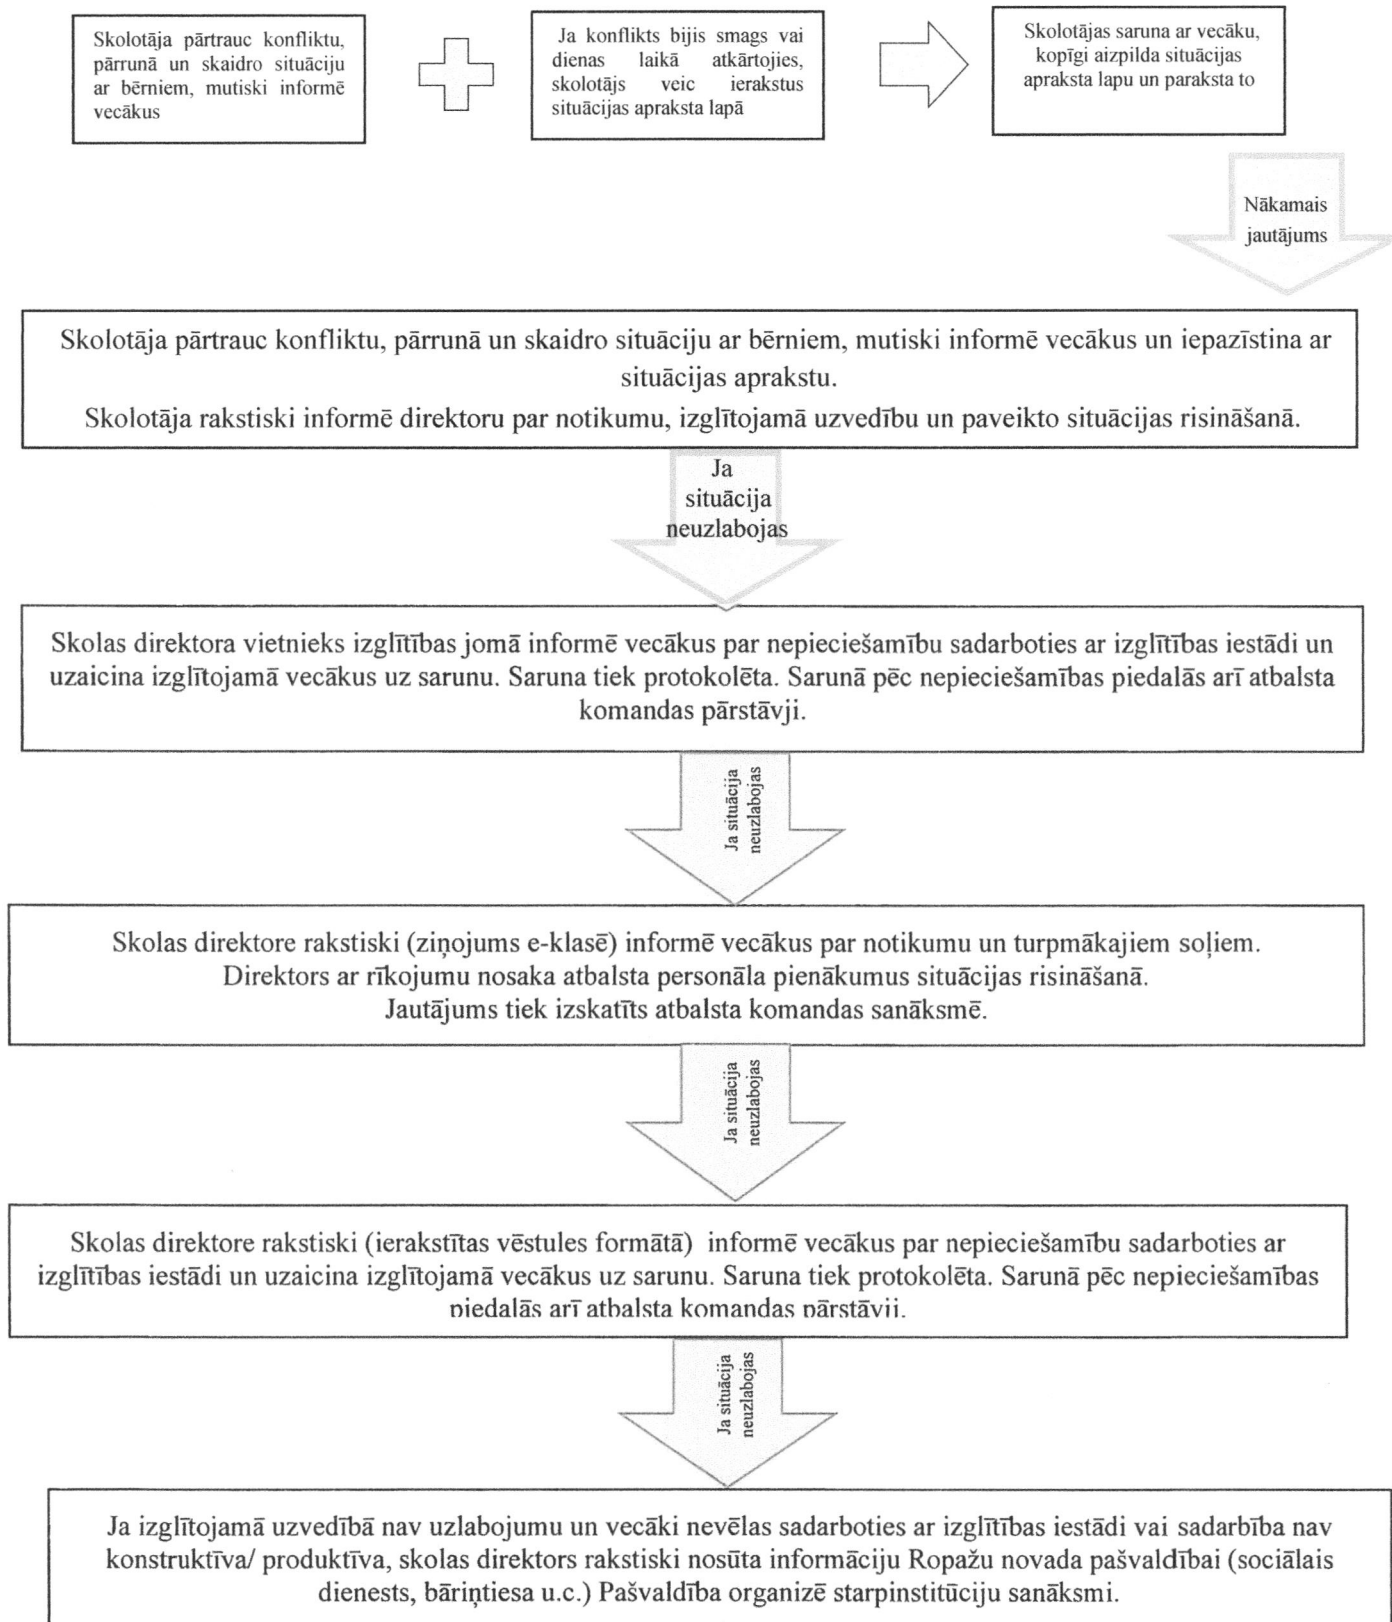 Skolotāja pārtrauc konfliktu,
pārrunā un skaidro situāciju
ar bērniem, mutiski informē
vecākus
Ja konflikts bijis smags vai
dienas laikā atkārtojies,
skolotājs veic ierakstus
situācijas apraksta lapā
Skolotājas saruna ar vecāku,
kopīgi aizpilda situācijas
apraksta lapu un paraksta to
Nākamais
jautājums
Skolotāja pārtrauc konfliktu, pārrunā un skaidro situāciju ar bērniem, mutiski informē vecākus un iepazīstina ar
situācijas aprakstu.
Skolotāja rakstiski informē direktoru par notikumu, izglītojamā uzvedību un paveikto situācijas risināšanā.
Ja
situācija
neuzlabojas
Skolas direktora vietnieks izglītības jomā informē vecākus par nepieciešamību sadarboties ar izglītības iestādi un
uzaicina izglītojamā vecākus uz sarunu. Saruna tiek protokolēta. Sarunā pēc nepieciešamības piedalās arī atbalsta
komandas pārstāvji.
Ja situācija
neuzlabojas
Skolas direktore rakstiski (ziņojums e-klasē) informē vecākus par notikumu un turpmākajiem soļiem.
Direktors ar rīkojumu nosaka atbalsta personāla pienākumus situācijas risināšanā.
Jautājums tiek izskatīts atbalsta komandas sanāksmē.
Ja situācija
neuzlabojas
Skolas direktore rakstiski (ierakstītas vēstules formātā) informē vecākus par nepieciešamību sadarboties ar
izglītības iestādi un uzaicina izglītojamā vecākus uz sarunu. Saruna tiek protokolēta. Sarunā pēc nepieciešamības
piedalās arī atbalsta komandas pārstāvji.
Ja situācija
neuzlabojas
Ja izglītojamā uzvedībā nav uzlabojumu un vecāki nevēlas sadarboties ar izglītības iestādi vai sadarbība nav
konstruktīva/ produktīva, skolas direktors rakstiski nosūta informāciju Ropažu novada pašvaldībai (sociālais
dienests, bāriņtiesa u.c.) Pašvaldība organizē starpinstitūciju sanāksmi.